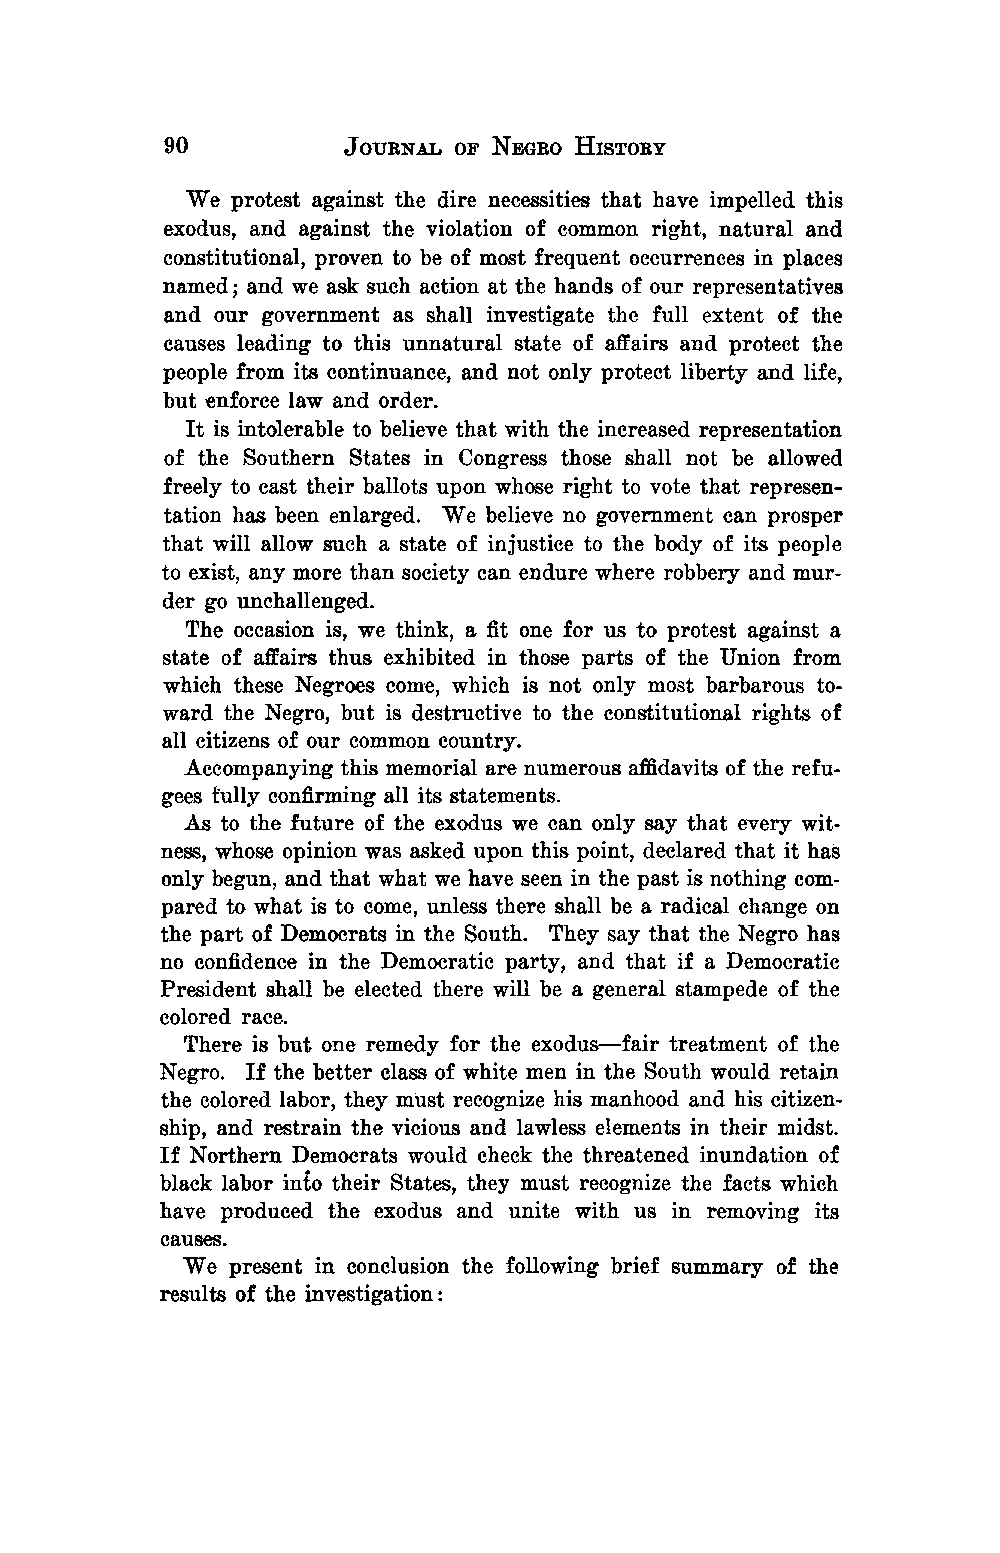 90 JOURNAL OF NEGRO HISTORY
We protest against the dire necessities that have impelled this
exodus, and against the violation of common right, natural and
constitutional, proven to be of most frequent occurrences in places
named; and we ask such action at the hands of our representatives
and our government as shall investigate the full extent of the
causes leading to this unnatural state of affairs and protect the
people from its continuance, and not only protect liberty and life,
but enforce law and order.
It is intolerable to believe that with the increased representation
of the Southern States in Congress those shall not be allowed
freely to cast their ballots upon whose right to vote that represen-
tation has been enlarged. We believe no government can prosper
that will allow such a state of injustice to the body of its people
to exist, any more than society can endure where robbery and mur-
der go unchallenged.
The occasion is, we think, a fit one for us to protest against a
state of affairs thus exhibited in those parts of the Union from
which these Negroes come, which is not only most barbarous to-
ward the Negro, but is destructive to the constitutional rights of
all citizens of our common country.
Accompanying this memorial are numerous affidavits of the refu-
gees fully confirming all its statements.
As to the future of the exodus we can only say that every wit-
ness, whose opinion was asked upon this point, declared that it has
only begun, and that what we have seen in the past is nothing com-
pared to what is to come, unless there shall be a radical change on
the part of Democrats in the South. They say that the Negro has
no confidence in the Democratic party, and that if a Democratic
President shall be elected there will be a general stampede of the
colored race.
There is but one remedy for the exodus—fair treatment of the
Negro. If the better class of white men in the South would retain
the colored labor, they must recognize his manhood and his citizen-
ship, and restrain the vicious and lawless elements in their midst.
If Northern Democrats would check the threatened inundation of
black labor into their States, they must recognize the facts which
have produced the exodus and unite with us in removing its
causes.
We present in conclusion the following brief summary of the
results of the investigation: